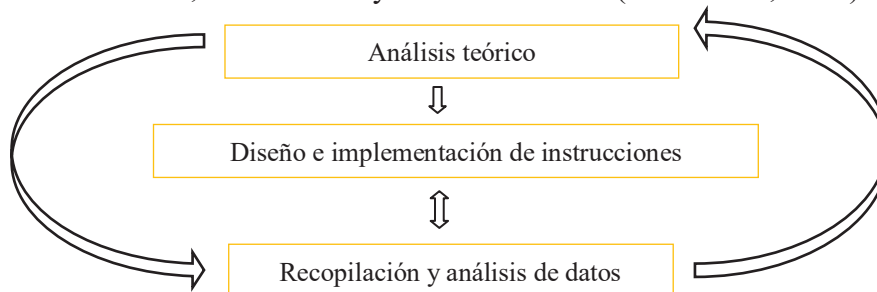 Análisis teórico
Diseño e implementación de instrucciones
Recopilación y análisis de datos